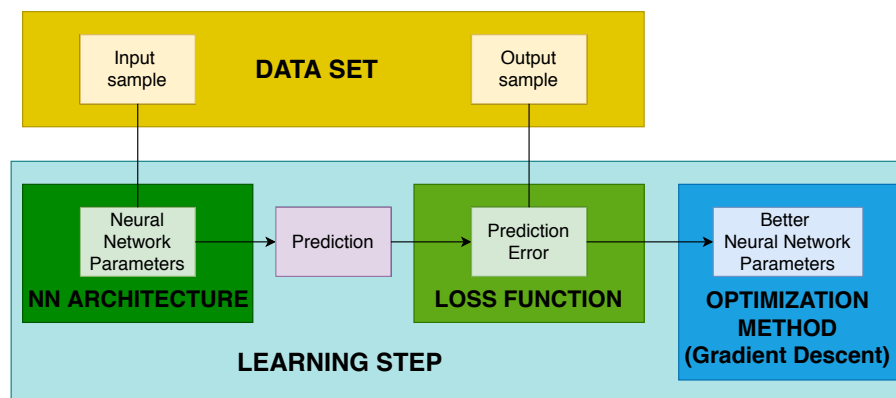 Input
sample
DATA SET
Output
sample
Neural
Network
Parameters
NN ARCHITECTURE
Prediction
Prediction
Error
LOSS FUNCTION
Better
Neural Network
Parameters
OPTIMIZATION
METHOD
(Gradient Descent)
LEARNING STEP